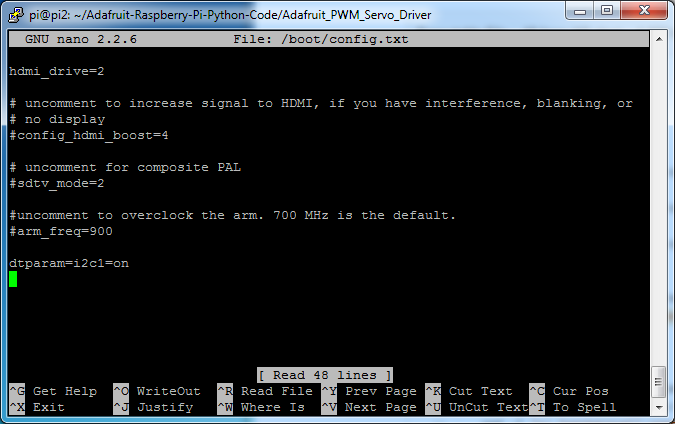 pi@pi2: ~/Adafruit-Raspberry-Pi-Python-Code/Adafruit_PWM_Servo_Driver
GNU nano 2.2.6 File: /boot/config.txt
hdmi_drive=2
# uncomment to increase signal to HDMI, if you have interference, blanking, or
# no display
#config_hdmi_boost=4
# uncomment for composite PAL
#sdtv_mode=2
#uncomment to overclock the arm. 700 MHz is the default.
#arm_freq=900
dtparam=i2c1=on
[ Read 48 lines ]
^G Get Help ^O WriteOut ^R Read File ^Y Prev Page ^K Cut Text ^C Cur Pos
^X Exit ^J Justify ^W Where Is ^V Next Page ^U UnCut Text^T To Spell